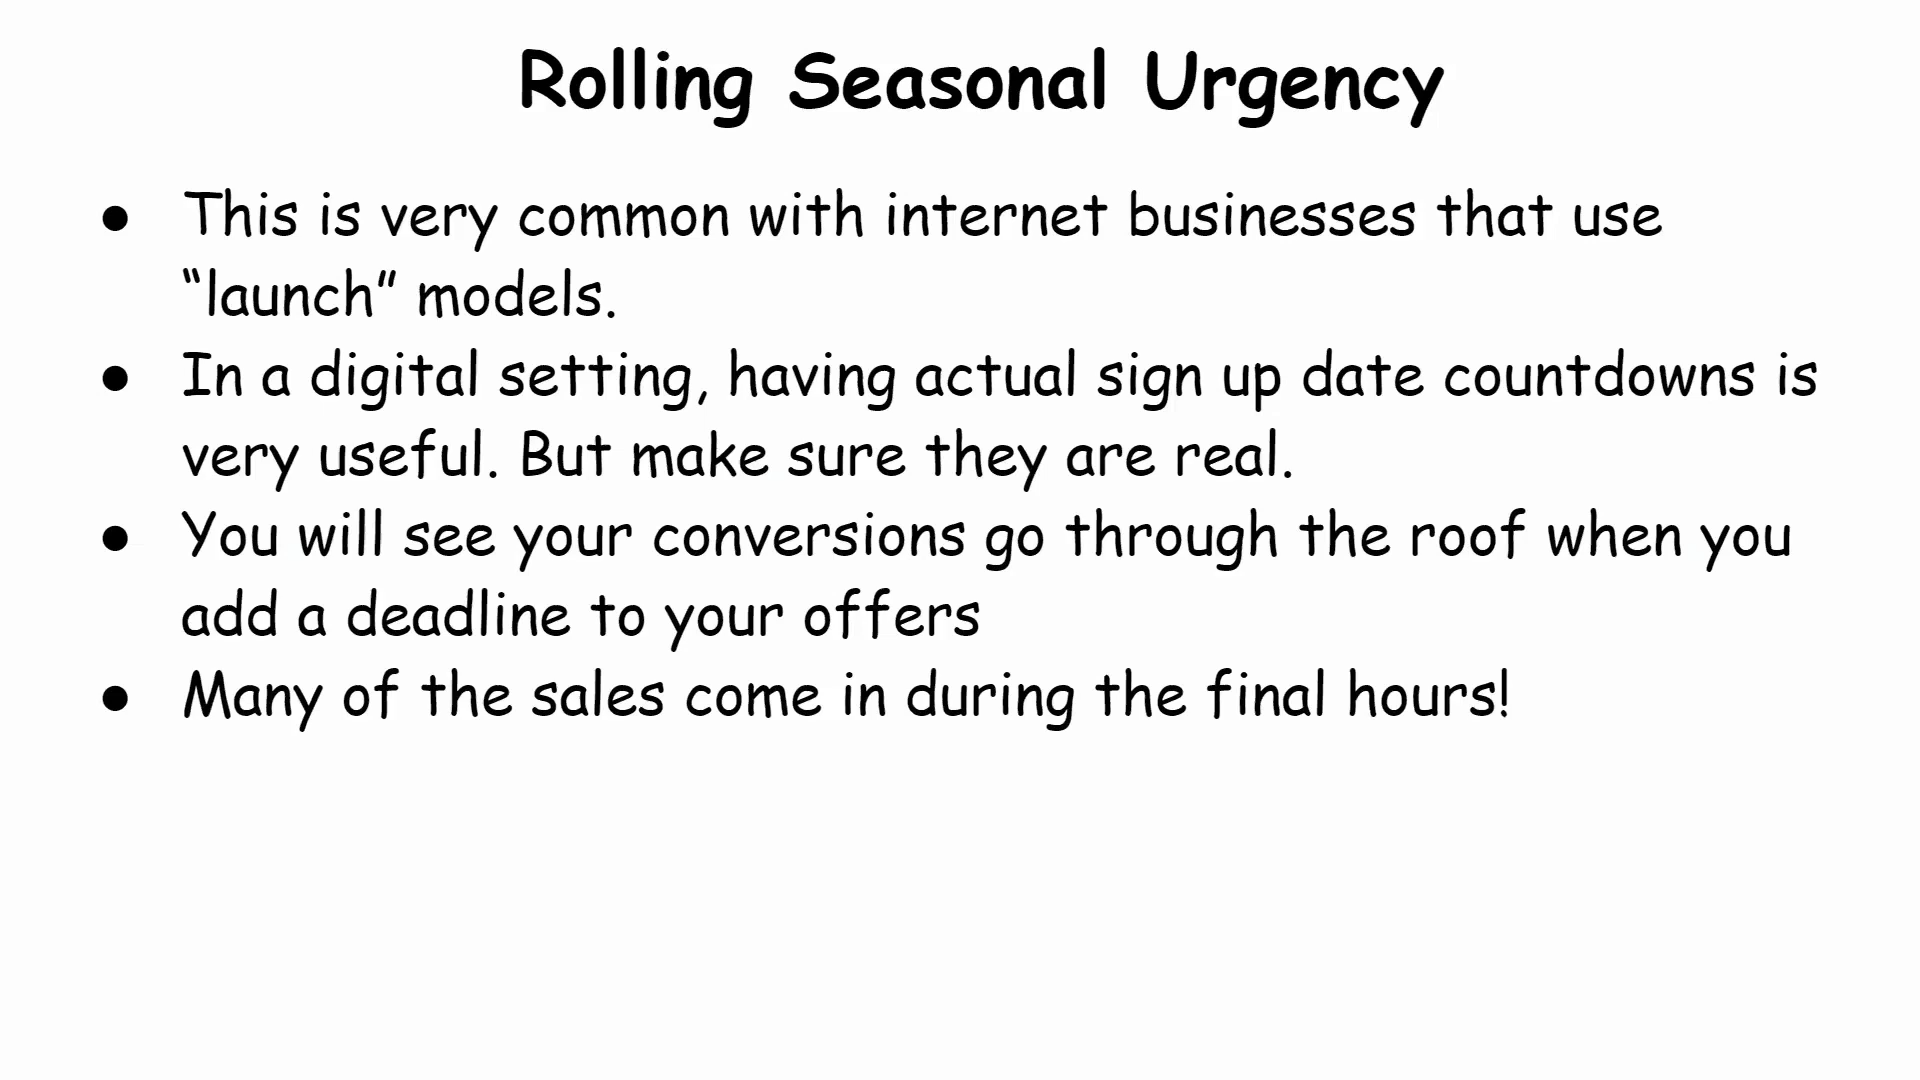 Rolling Seasonal Urgency
● This is very common with internet businesses that use
“launch” models.
● In a digital setting, having actual sign up date countdowns is
very useful. But make sure they are real.
● You will see your conversions go through the roof when you
add a deadline to your offers
● Many of the sales come in during the final hours!